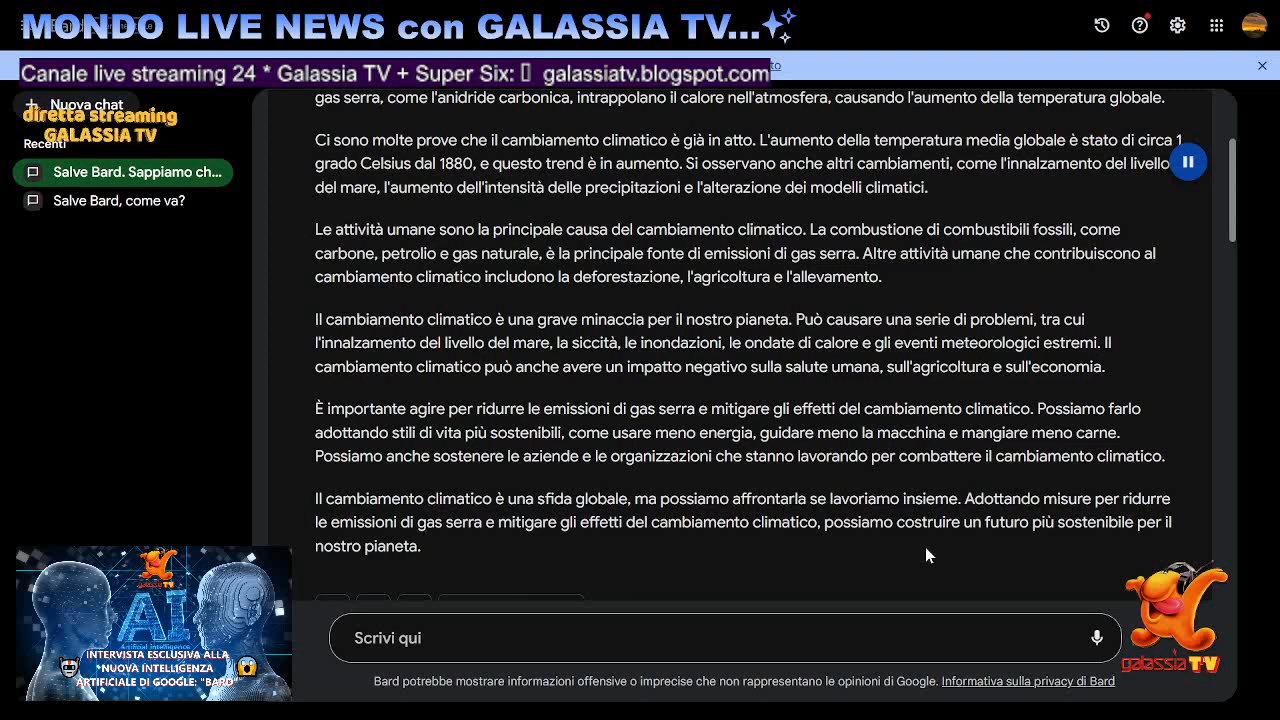 MONDO LIVE NEWS con GALASSIA TV...✨
Canale live streaming 24 * Galassia TV + Super Six: galassiatv.blogspot.com
Nuova chat
diretta streaming
GALASSIA TV
Recenti
Salve Bard. Sappiamo ch...
Salve Bard, come va?
gas serra, come l'anidride carbonica, intrappolano il calore nell'atmosfera, causando l'aumento della temperatura globale.
Ci sono molte prove che il cambiamento climatico è già in atto. L'aumento della temperatura media globale è stato di circa 1
grado Celsius dal 1880, e questo trend è in aumento. Si osservano anche altri cambiamenti, come l'innalzamento del livello
del mare, l'aumento dell'intensità delle precipitazioni e l'alterazione dei modelli climatici.
Le attività umane sono la principale causa del cambiamento climatico. La combustione di combustibili fossili, come
carbone, petrolio e gas naturale, è la principale fonte di emissioni di gas serra. Altre attività umane che contribuiscono al
cambiamento climatico includono la deforestazione, l'agricoltura e l'allevamento.
Il cambiamento climatico è una grave minaccia per il nostro pianeta. Può causare una serie di problemi, tra cui
l'innalzamento del livello del mare, la siccità, le inondazioni, le ondate di calore e gli eventi meteorologici estremi. Il
cambiamento climatico può anche avere un impatto negativo sulla salute umana, sull'agricoltura e sull'economia.
È importante agire per ridurre le emissioni di gas serra e mitigare gli effetti del cambiamento climatico. Possiamo farlo
adottando stili di vita più sostenibili, come usare meno energia, guidare meno la macchina e mangiare meno carne.
Possiamo anche sostenere le aziende e le organizzazioni che stanno lavorando per combattere il cambiamento climatico.
Il cambiamento climatico è una sfida globale, ma possiamo affrontarla se lavoriamo insieme. Adottando misure per ridurre
le emissioni di gas serra e mitigare gli effetti del cambiamento climatico, possiamo costruire un futuro più sostenibile per il
nostro pianeta.
galassia TV
AI
Artificial intelligence
INTERVISTA ESCLUSIVA ALLA
"NUOVA INTELLIGENZA
ARTIFICIALE DI GOOGLE: "BARD"
Scrivi qui
galassia TV
Bard potrebbe mostrare informazioni offensive o imprecise che non rappresentano le opinioni di Google. Informativa sulla privacy di Bard